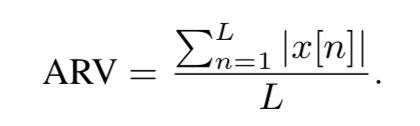 ARV = \frac{\sum_{n=1}^{L} |x[n]|}{L}.